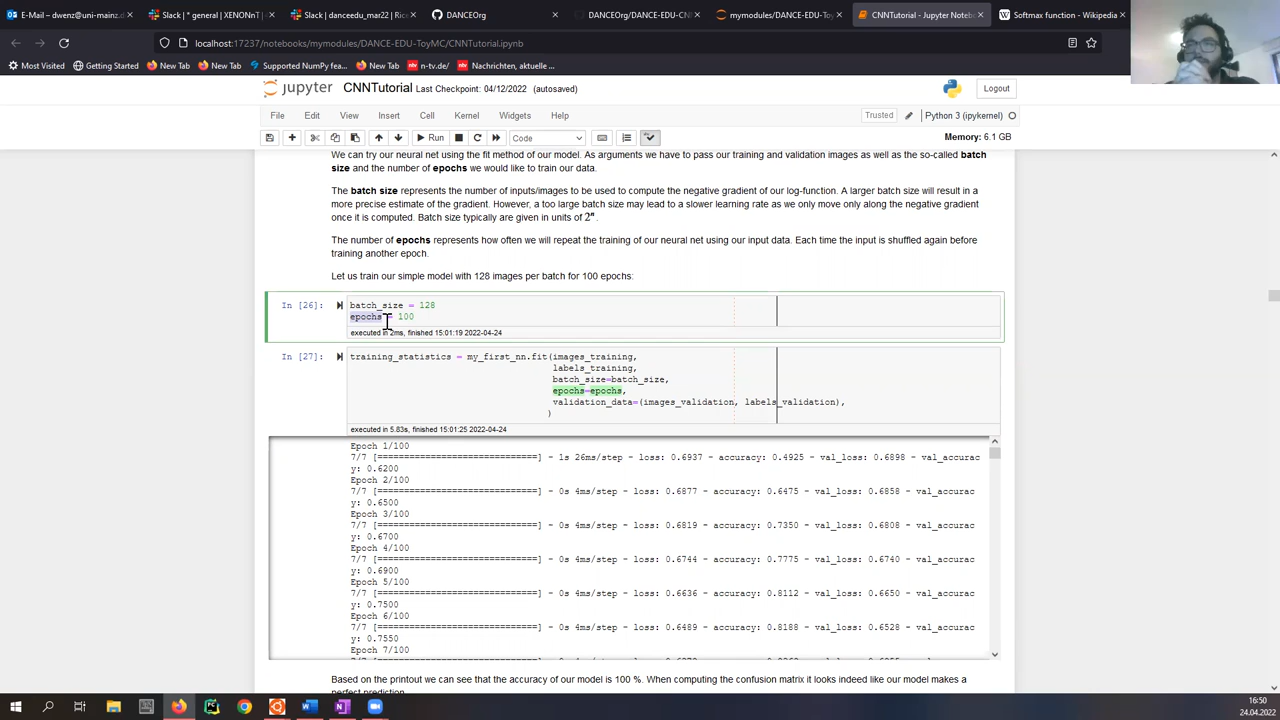 E-Mail – dwenz@uni-mainz.d
Slack | * general | XENONnT |
Slack | danceedu_mar22 | Ric
DANCEOrg
DANCEOrg/DANCE-EDU-CN
mymodules/DANCE-EDU-Toy
CNNTutorial - Jupyter Noteb
Softmax function - Wikipedia
localhost:17237/notebooks/mymodules/DANCE-EDU-ToyMC/CNNTutorial.ipynb
Most Visited
Getting Started
New Tab
New Tab
Supported NumPy fea
New Tab
n-tv.de/
Nachrichten, aktuelle...
jupyter CNNTutorial Last Checkpoint: 04/12/2022 (autosaved)
Logout
File Edit View Insert Cell Kernel Widgets Help
Trusted
Python 3 (ipykernel)
Run
Code
Memory: 6.1 GB
We can try our neural net using the fit method of our model. As arguments we have to pass our training and validation images as well as the so-called batch
size and the number of epochs we would like to train our data.
The batch size represents the number of inputs/images to be used to compute the negative gradient of our log-function. A larger batch size will result in a
more precise estimate of the gradient. However, a too large batch size may lead to a slower learning rate as we only move only along the negative gradient
once it is computed. Batch size typically are given in units of 2ⁿ.
The number of epochs represents how often we will repeat the training of our neural net using our input data. Each time the input is shuffled again before
training another epoch.
Let us train our simple model with 128 images per batch for 100 epochs:
In [26]: batch_size = 128
epochs = 100
executed in 2ms, finished 15:01:19 2022-04-24
In [27]: training_statistics = my_first_nn.fit(images_training,
labels_training,
batch_size=batch_size,
epochs=epochs,
validation_data=(images_validation, labels_validation),
)
executed in 5.83s, finished 15:01:25 2022-04-24
Epoch 1/100
7/7 [==============================] - 1s 26ms/step - loss: 0.6937 - accuracy: 0.4925 - val_loss: 0.6898 - val_accurac
y: 0.6200
Epoch 2/100
7/7 [==============================] - 0s 4ms/step - loss: 0.6877 - accuracy: 0.6475 - val_loss: 0.6858 - val_accurac
y: 0.6500
Epoch 3/100
7/7 [==============================] - 0s 4ms/step - loss: 0.6819 - accuracy: 0.7350 - val_loss: 0.6808 - val_accurac
y: 0.6700
Epoch 4/100
7/7 [==============================] - 0s 4ms/step - loss: 0.6744 - accuracy: 0.7775 - val_loss: 0.6740 - val_accurac
y: 0.6900
Epoch 5/100
7/7 [==============================] - 0s 4ms/step - loss: 0.6636 - accuracy: 0.8112 - val_loss: 0.6650 - val_accurac
y: 0.7500
Epoch 6/100
7/7 [==============================] - 0s 4ms/step - loss: 0.6489 - accuracy: 0.8188 - val_loss: 0.6528 - val_accurac
y: 0.7550
Epoch 7/100
Based on the printout we can see that the accuracy of our model is 100 %. When computing the confusion matrix it looks indeed like our model makes a
perfect prediction
16:50
24.04.2022